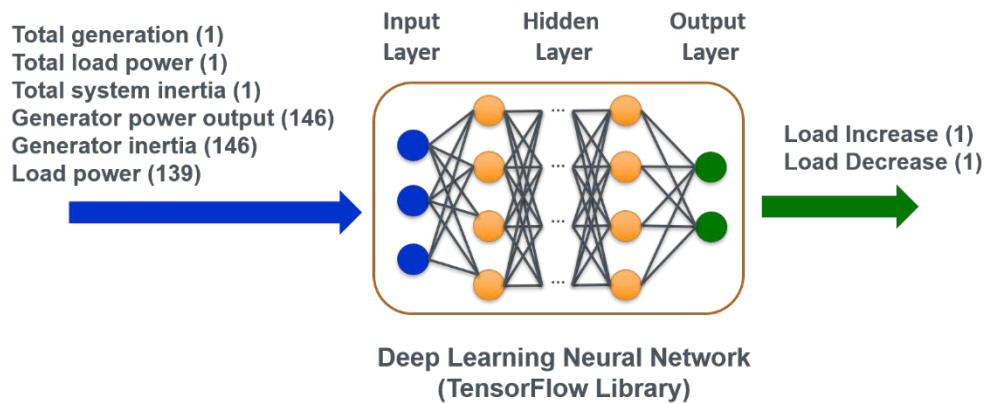 Total generation (1)
Total load power (1)
Total system inertia (1)
Generator power output (146)
Generator inertia (146)
Load power (139)
Input
Layer
Hidden
Layer
Output
Layer
...
...
...
...
Load Increase (1)
Load Decrease (1)
Deep Learning Neural Network
(TensorFlow Library)